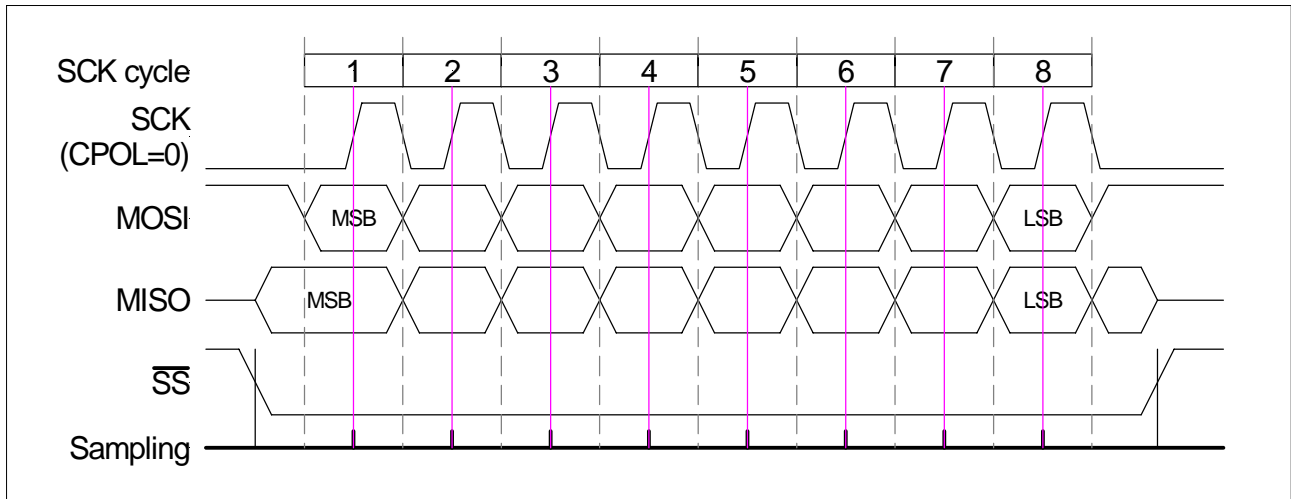 SCK cycle 1 2 3 4 5 6 7 8
SCK
(CPOL=0)
MOSI MSB LSB
MISO MSB LSB
SS
Sampling